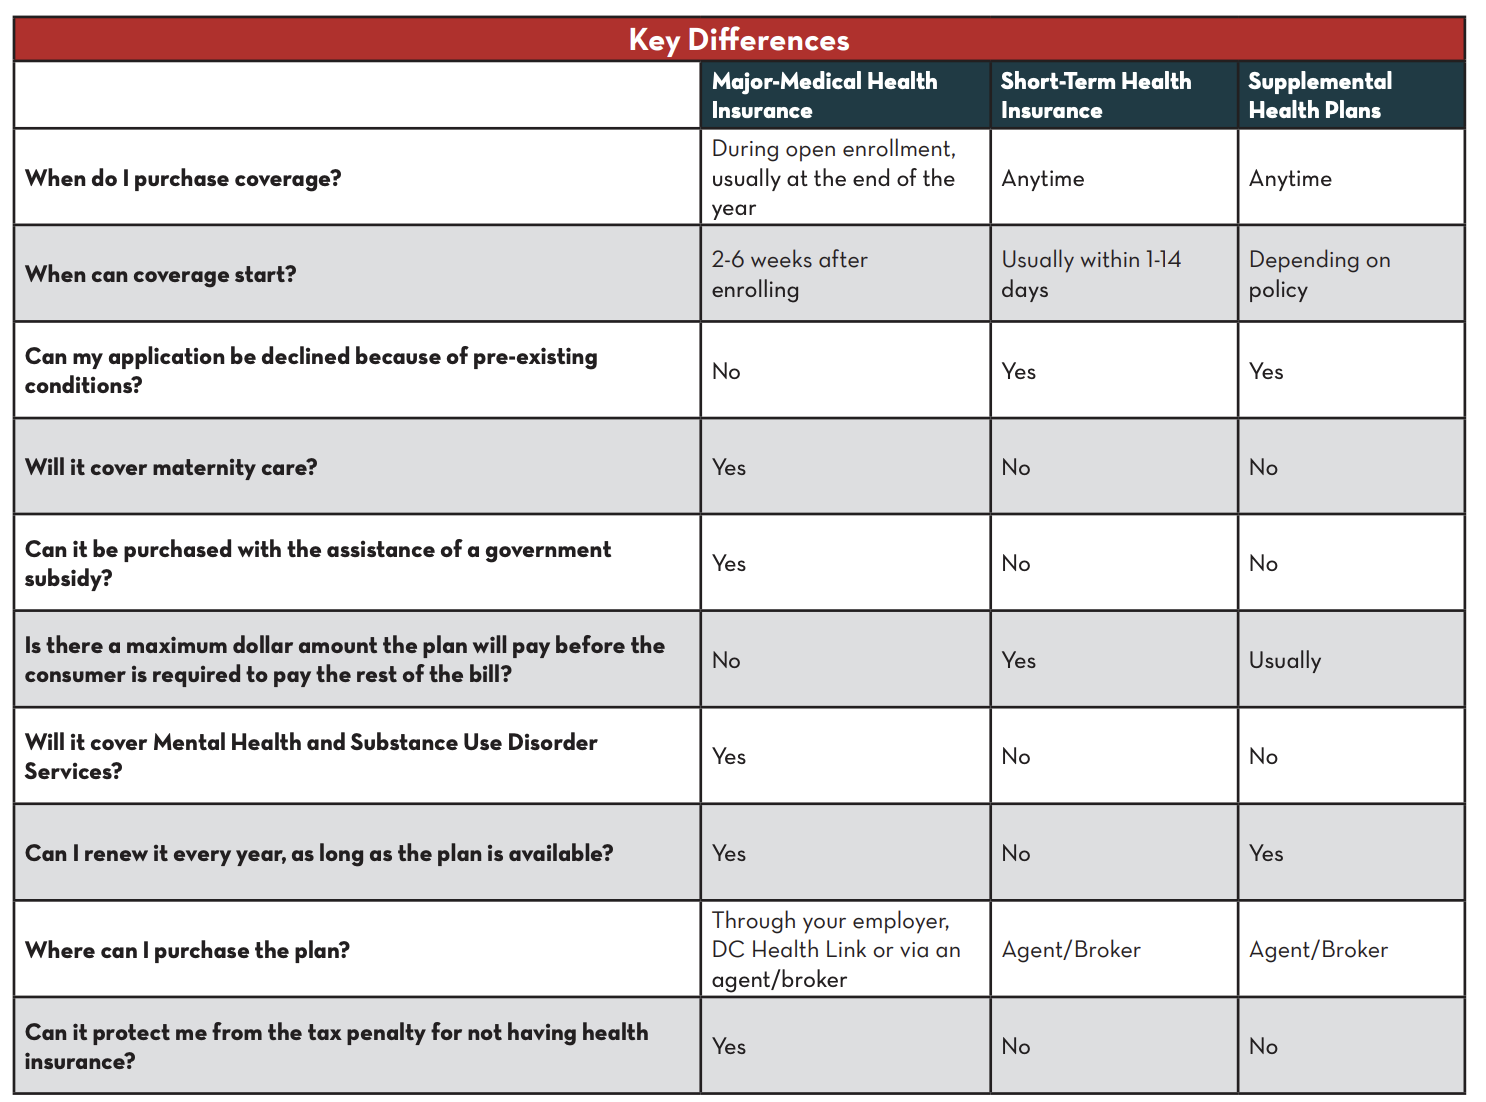 Key Differences
Major-Medical Health
Insurance
Short-Term Health
Insurance
Supplemental
Health Plans
When do I purchase coverage?
During open enrollment,
usually at the end of the
year
Anytime
Anytime
When can coverage start?
2-6 weeks after
enrolling
Usually within 1-14
days
Depending on
policy
Can my application be declined because of pre-existing
conditions?
No
Yes
Yes
Will it cover maternity care?
Yes
No
No
Can it be purchased with the assistance of a government
subsidy?
Yes
No
No
Is there a maximum dollar amount the plan will pay before the
consumer is required to pay the rest of the bill?
No
Yes
Usually
Will it cover Mental Health and Substance Use Disorder
Services?
Yes
No
No
Can I renew it every year, as long as the plan is available?
Yes
No
Yes
Where can I purchase the plan?
Through your employer,
DC Health Link or via an
agent/broker
Agent/Broker
Agent/Broker
Can it protect me from the tax penalty for not having health
insurance?
Yes
No
No